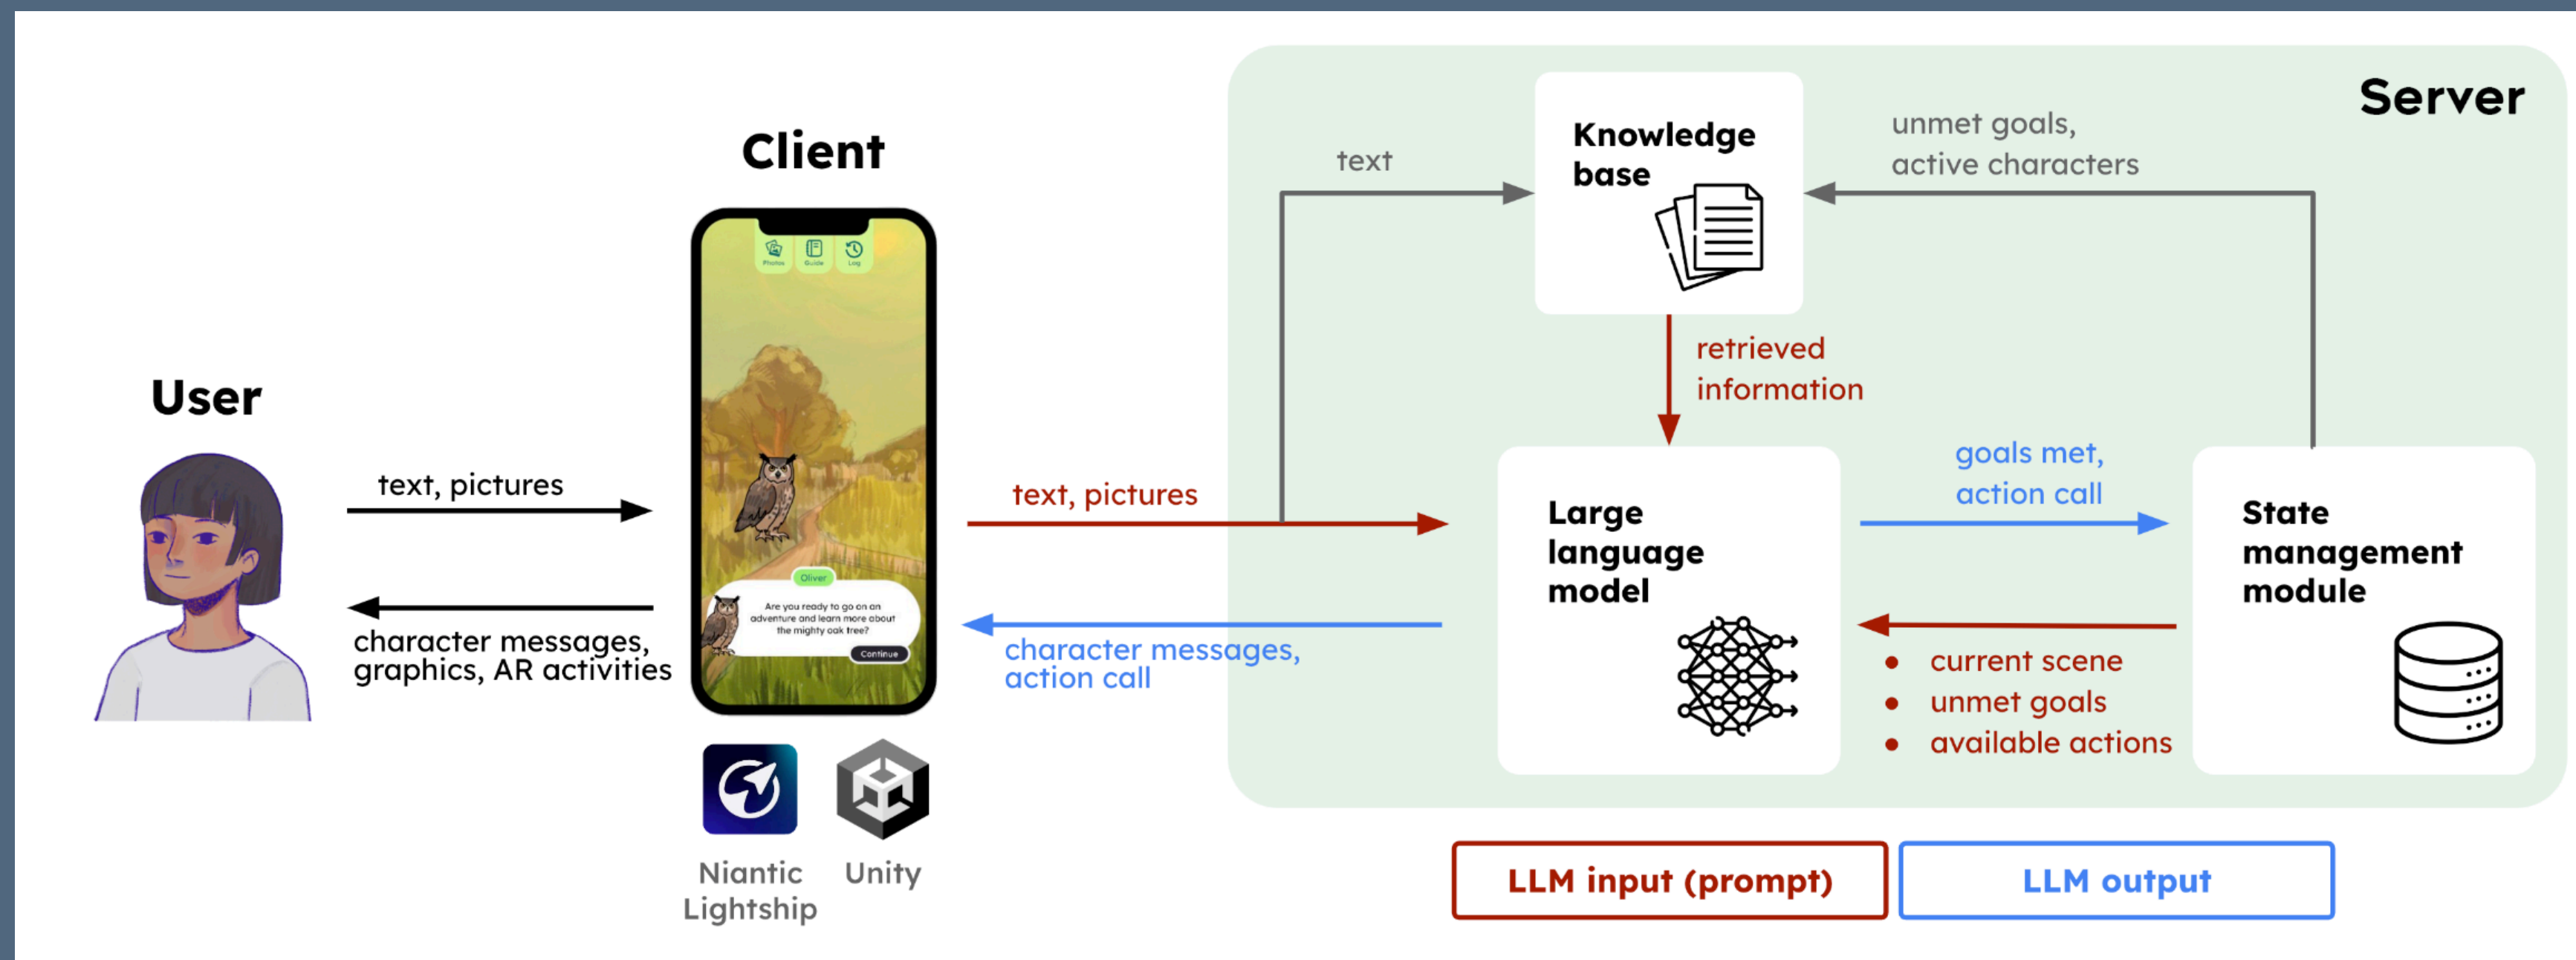 User
text, pictures
character messages,
graphics, AR activities
Client
Photos
Guide
Log
Oliver
Are you ready to go on an
adventure and learn more about
the mighty oak tree?
Continue
Niantic
Lightship
Unity
text, pictures
character messages,
action call
Server
text
Knowledge
base
unmet goals,
active characters
retrieved
information
Large
language
model
goals met,
action call
• current scene
• unmet goals
• available actions
State
management
module
LLM input (prompt)
LLM output